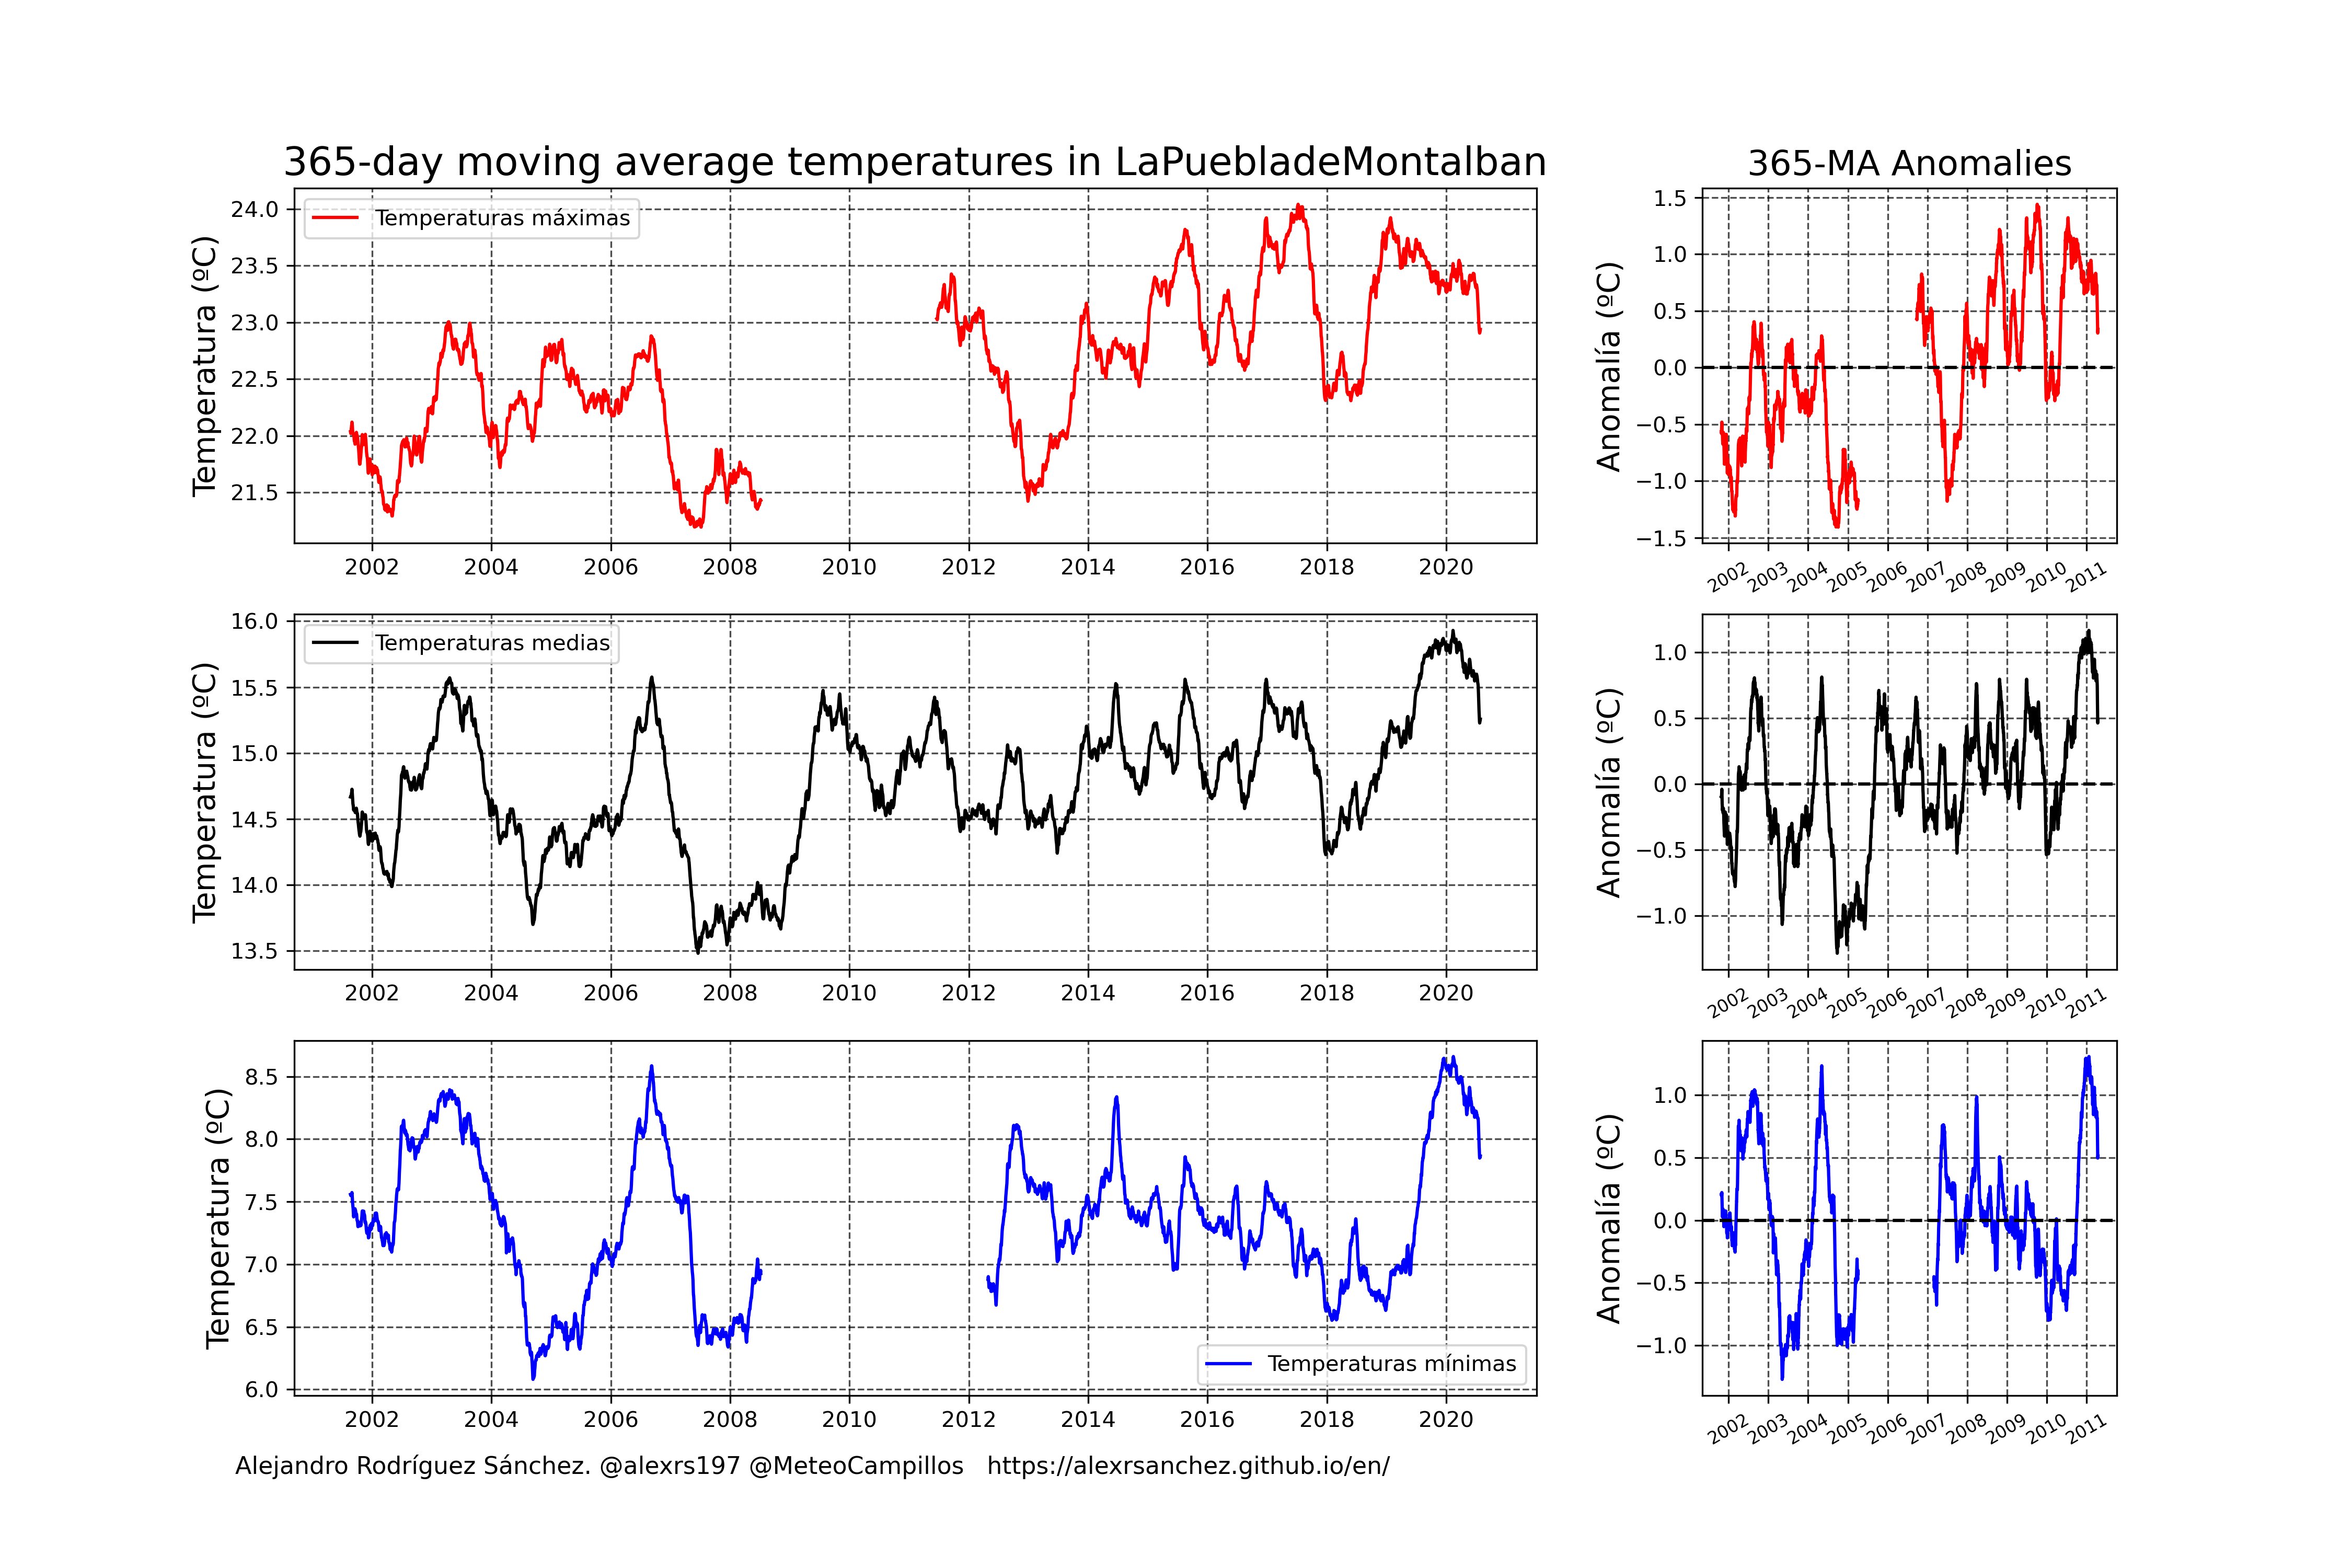 365-day moving average temperatures in LaPuebladeMontalban
365-MA Anomalies
Temperatura (ºC)
24.0
23.5
23.0
22.5
22.0
21.5
Temperaturas máximas
2002 2004 2006 2008 2010 2012 2014 2016 2018 2020
Anomalía (ºC)
1.5
1.0
0.5
0.0
−0.5
−1.0
−1.5
2002 2003 2004 2005 2006 2007 2008 2009 2010 2011
Temperatura (ºC)
16.0
15.5
15.0
14.5
14.0
13.5
Temperaturas medias
2002 2004 2006 2008 2010 2012 2014 2016 2018 2020
Anomalía (ºC)
1.0
0.5
0.0
−0.5
−1.0
2002 2003 2004 2005 2006 2007 2008 2009 2010 2011
Temperatura (ºC)
8.5
8.0
7.5
7.0
6.5
6.0
Temperaturas mínimas
2002 2004 2006 2008 2010 2012 2014 2016 2018 2020
Anomalía (ºC)
1.0
0.5
0.0
−0.5
−1.0
2002 2003 2004 2005 2006 2007 2008 2009 2010 2011
Alejandro Rodríguez Sánchez. @alexrs197 @MeteoCampillos https://alexrsanchez.github.io/en/